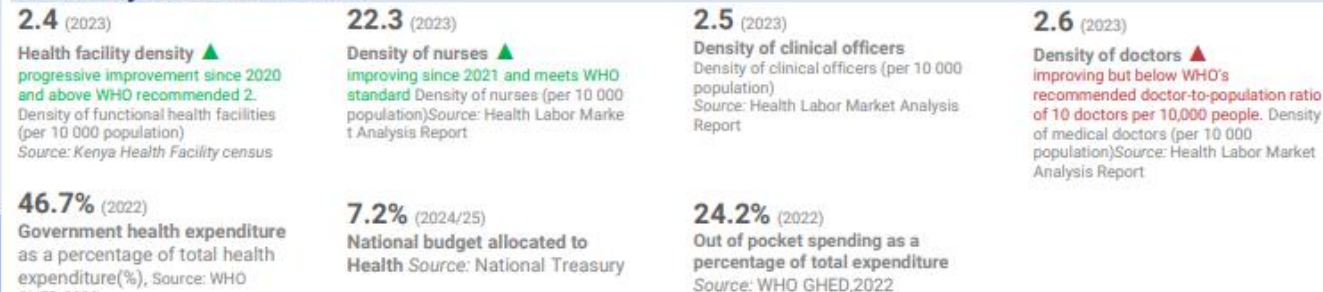 2.4 (2023)
Health facility density ▲
progressive improvement since 2020
and above WHO recommended 2.
Density of functional health facilities
(per 10 000 population)
Source: Kenya Health Facility census
22.3 (2023)
Density of nurses ▲
improving since 2021 and meets WHO
standard Density of nurses (per 10 000
population)Source: Health Labor Marke
t Analysis Report
2.5 (2023)
Density of clinical officers
Density of clinical officers (per 10 000
population)
Source: Health Labor Market Analysis
Report
2.6 (2023)
Density of doctors ▲
improving but below WHO's
recommended doctor-to-population ratio
of 10 doctors per 10,000 people. Density
of medical doctors (per 10 000
population)Source: Health Labor Market
Analysis Report
46.7% (2022)
Government health expenditure
as a percentage of total health
expenditure(%), Source: WHO
7.2% (2024/25)
National budget allocated to
Health Source: National Treasury
24.2% (2022)
Out of pocket spending as a
percentage of total expenditure
Source: WHO GHED,2022